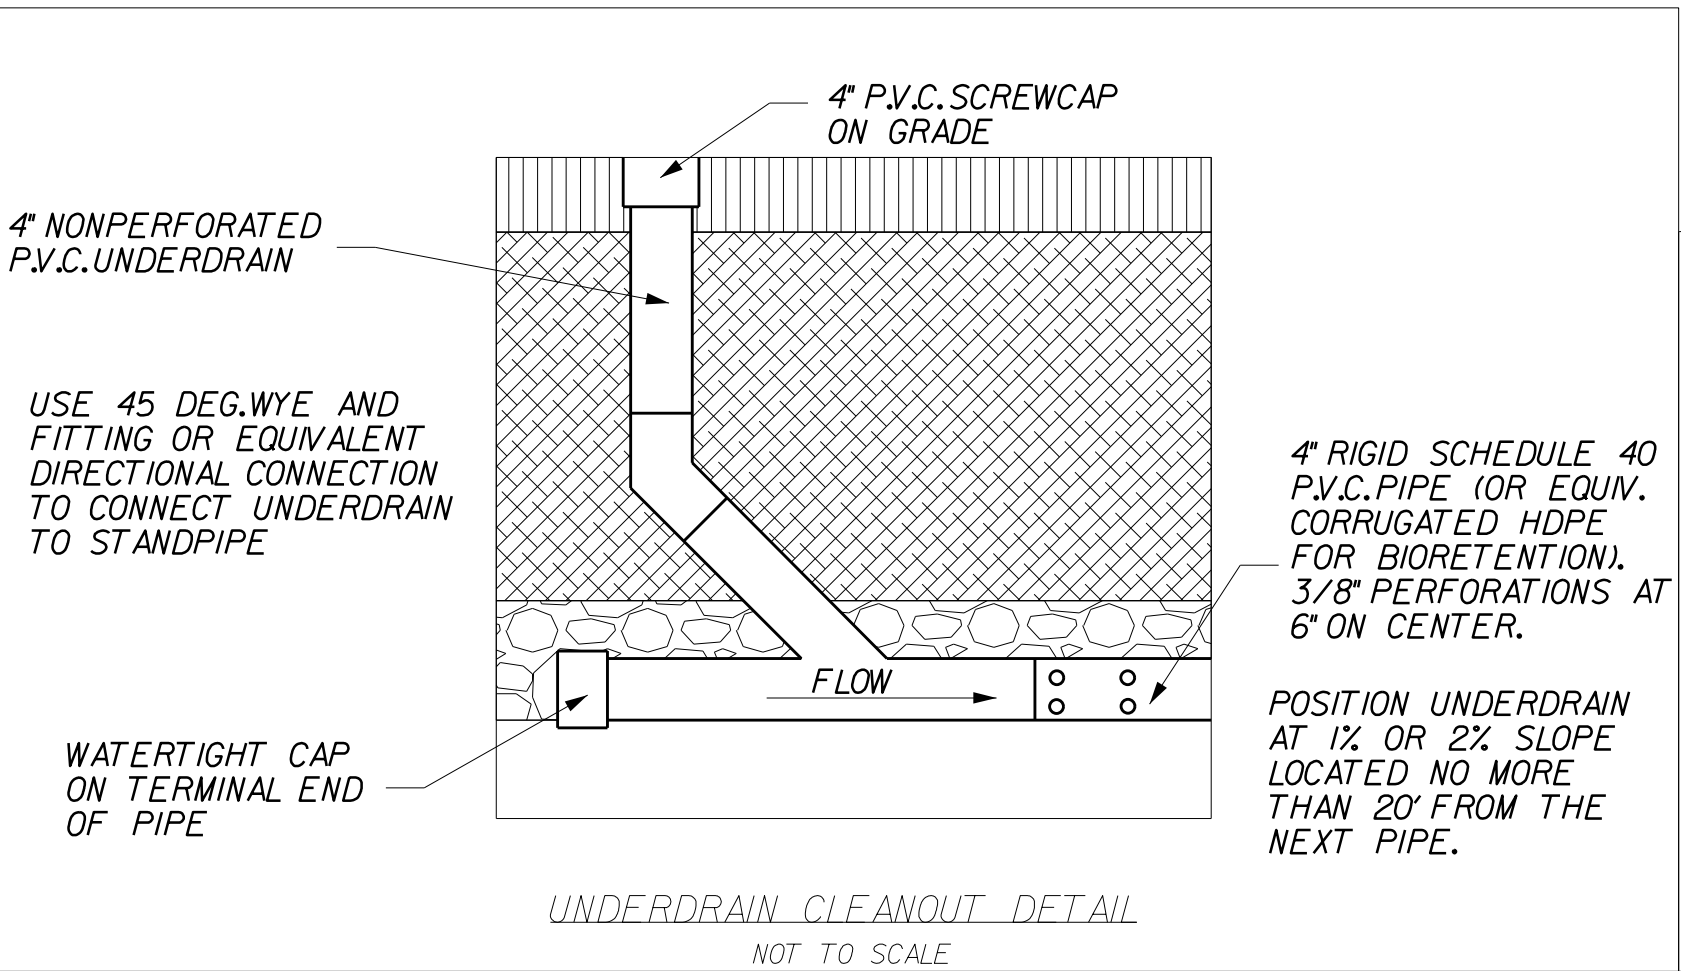 4" P.V.C. SCREWCAP
ON GRADE
4" NONPERFORATED
P.V.C. UNDERDRAIN
USE 45 DEG. WYE AND
FITTING OR EQUIVALENT
DIRECTIONAL CONNECTION
TO CONNECT UNDERDRAIN
TO STANDPIPE
4" RIGID SCHEDULE 40
P.V.C. PIPE (OR EQUIV.
CORRUGATED HDPE
FOR BIORETENTION).
3/8" PERFORATIONS AT
6" ON CENTER.
FLOW
POSITION UNDERDRAIN
AT 1% OR 2% SLOPE
LOCATED NO MORE
THAN 20' FROM THE
NEXT PIPE.
WATERTIGHT CAP
ON TERMINAL END
OF PIPE
UNDERDRAIN CLEANOUT DETAIL
NOT TO SCALE